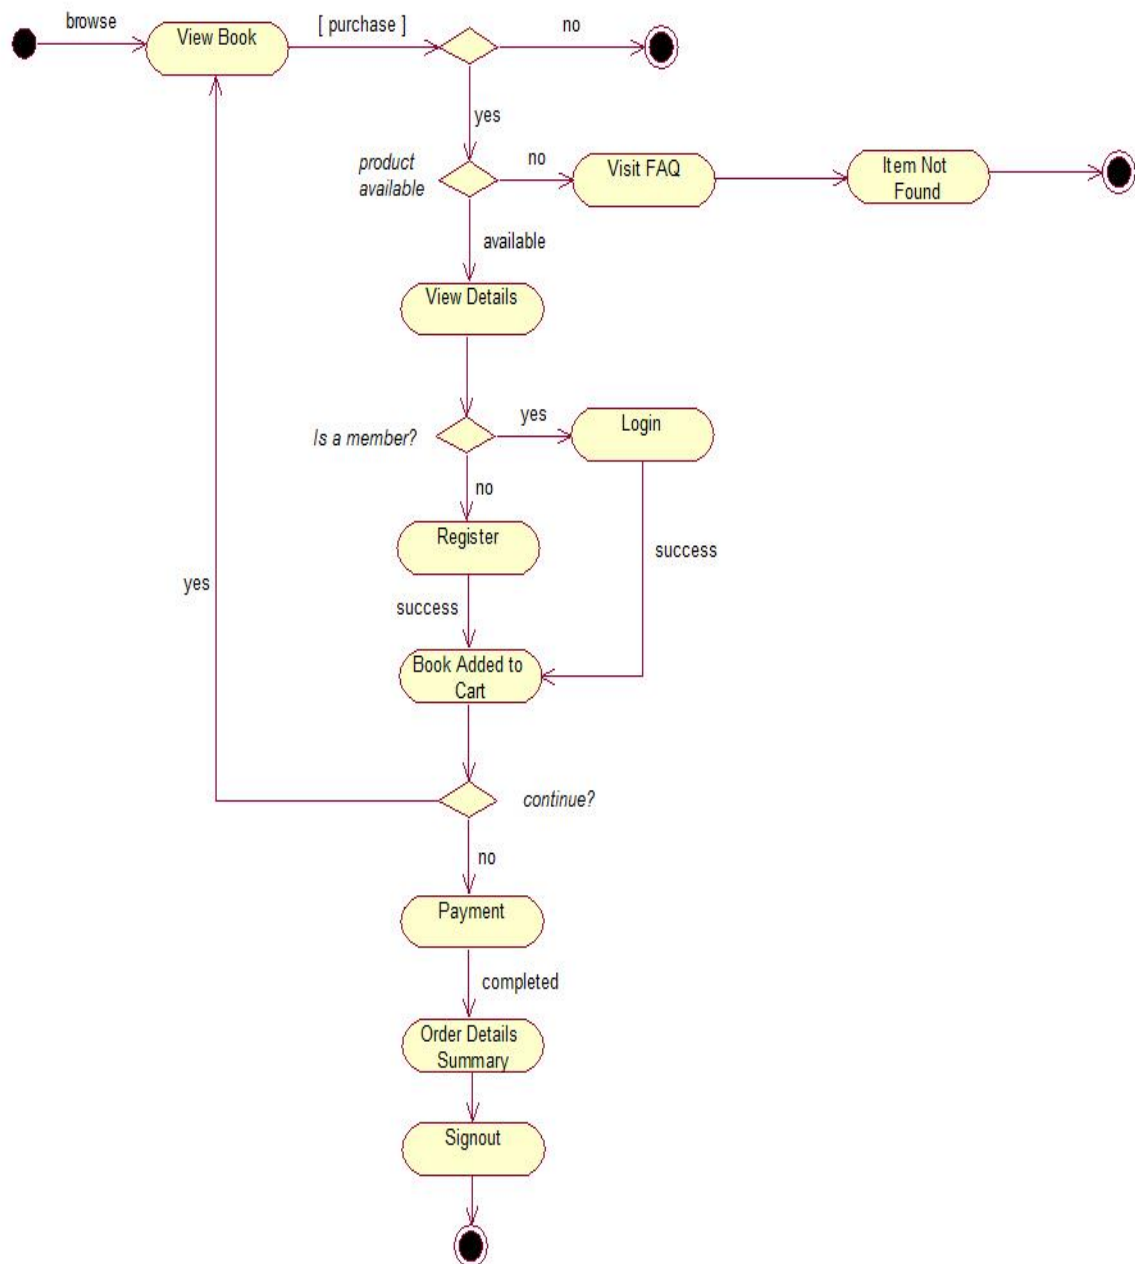 browse
View Book
[ purchase ]
no
yes
product
available
no
Visit FAQ
Item Not
Found
available
View Details
Is a member?
yes
Login
no
Register
success
yes
success
Book Added to
Cart
continue?
no
Payment
completed
Order Details
Summary
Signout